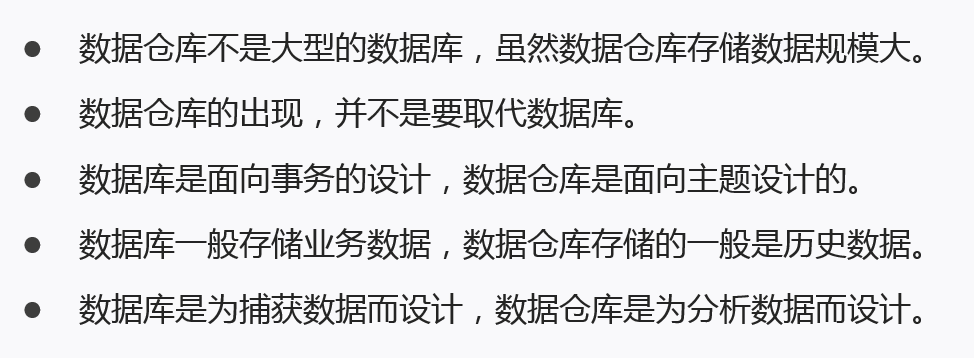 ● 数据仓库不是大型的数据库，虽然数据仓库存储数据规模大。
● 数据仓库的出现，并不是要取代数据库。
● 数据库是面向事务的设计，数据仓库是面向主题设计的。
● 数据库一般存储业务数据，数据仓库存储的一般是历史数据。
● 数据库是为捕获数据而设计，数据仓库是为分析数据而设计。